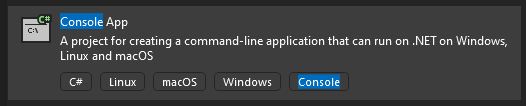 C#
C:\
Console App
A project for creating a command-line application that can run on .NET on Windows,
Linux and macOS
C# Linux macOS Windows Console